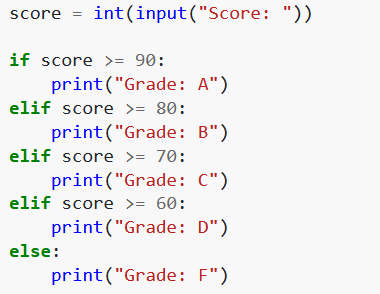 score = int(input("Score: "))

if score >= 90:
    print("Grade: A")
elif score >= 80:
    print("Grade: B")
elif score >= 70:
    print("Grade: C")
elif score >= 60:
    print("Grade: D")
else:
    print("Grade: F")